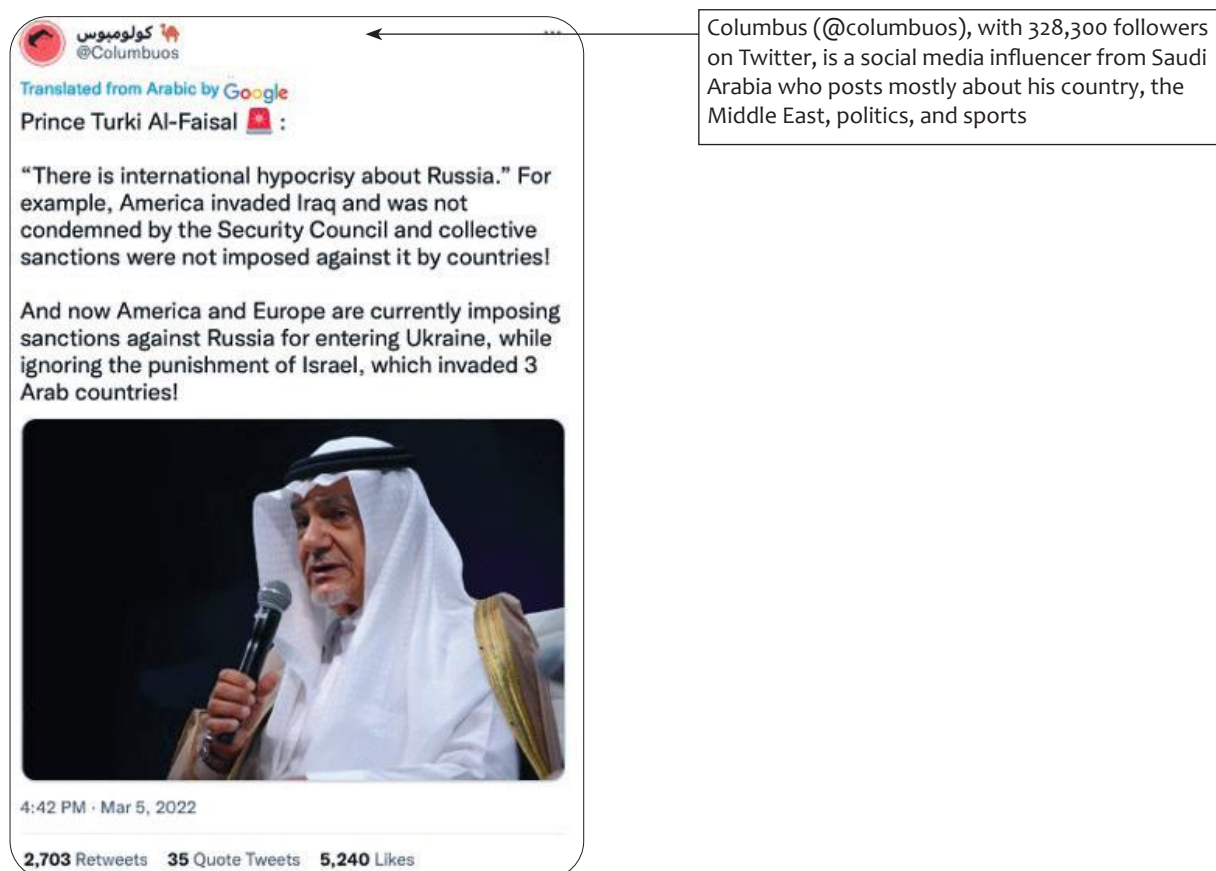 كولومبوس
@Columbuos
Translated from Arabic by Google
Prince Turki Al-Faisal :
“There is international hypocrisy about Russia.” For
example, America invaded Iraq and was not
condemned by the Security Council and collective
sanctions were not imposed against it by countries!
And now America and Europe are currently imposing
sanctions against Russia for entering Ukraine, while
ignoring the punishment of Israel, which invaded 3
Arab countries!
4:42 PM · Mar 5, 2022
2,703 Retweets 35 Quote Tweets 5,240 Likes
Columbus (@columbuos), with 328,300 followers
on Twitter, is a social media influencer from Saudi
Arabia who posts mostly about his country, the
Middle East, politics, and sports